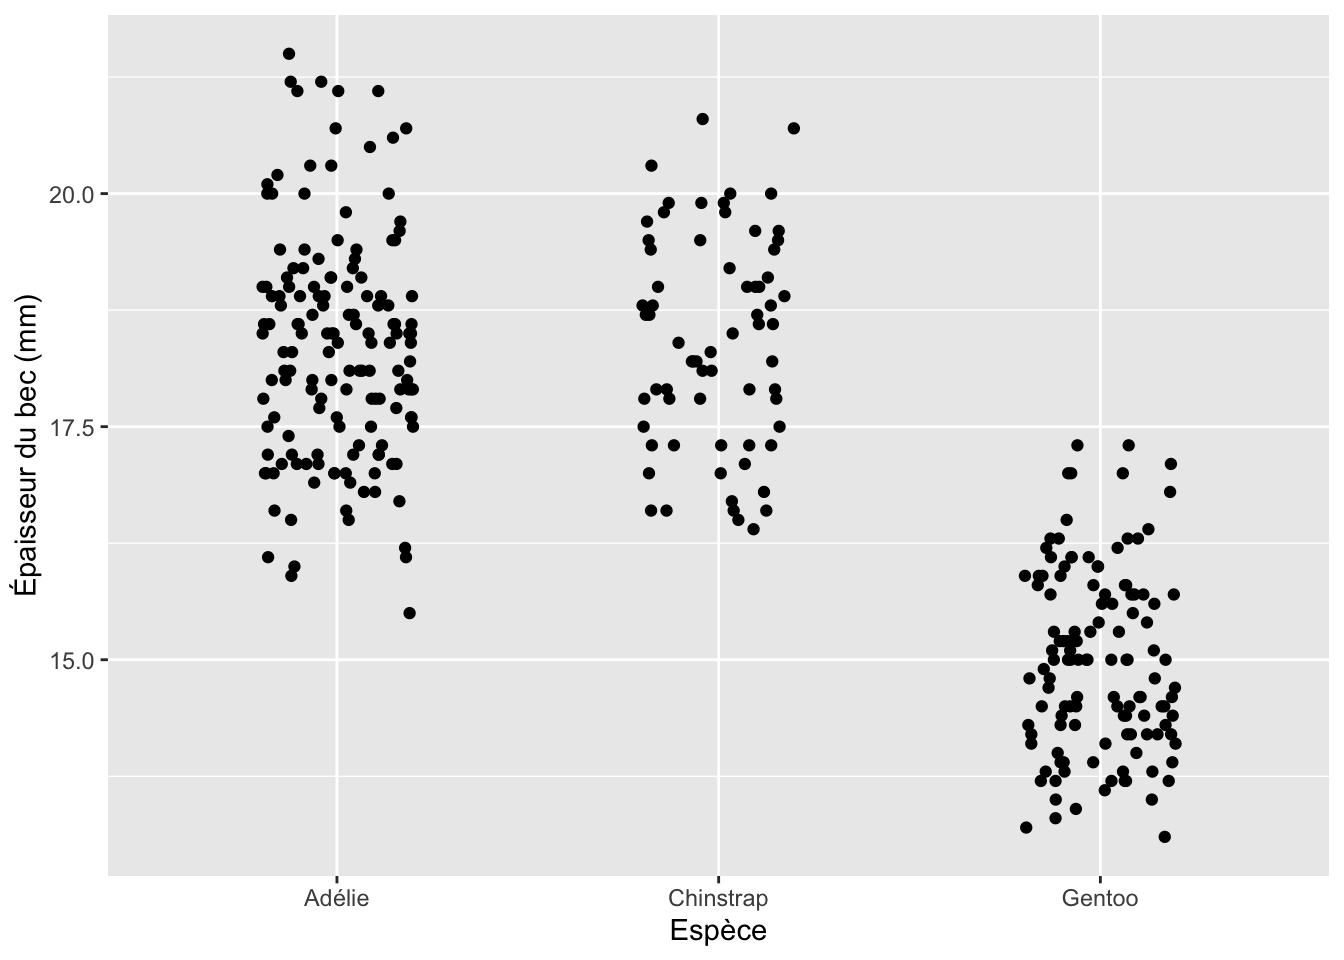 Épaisseur du bec (mm)
20.0
17.5
15.0
Adélie Chinstrap Gentoo
Espèce